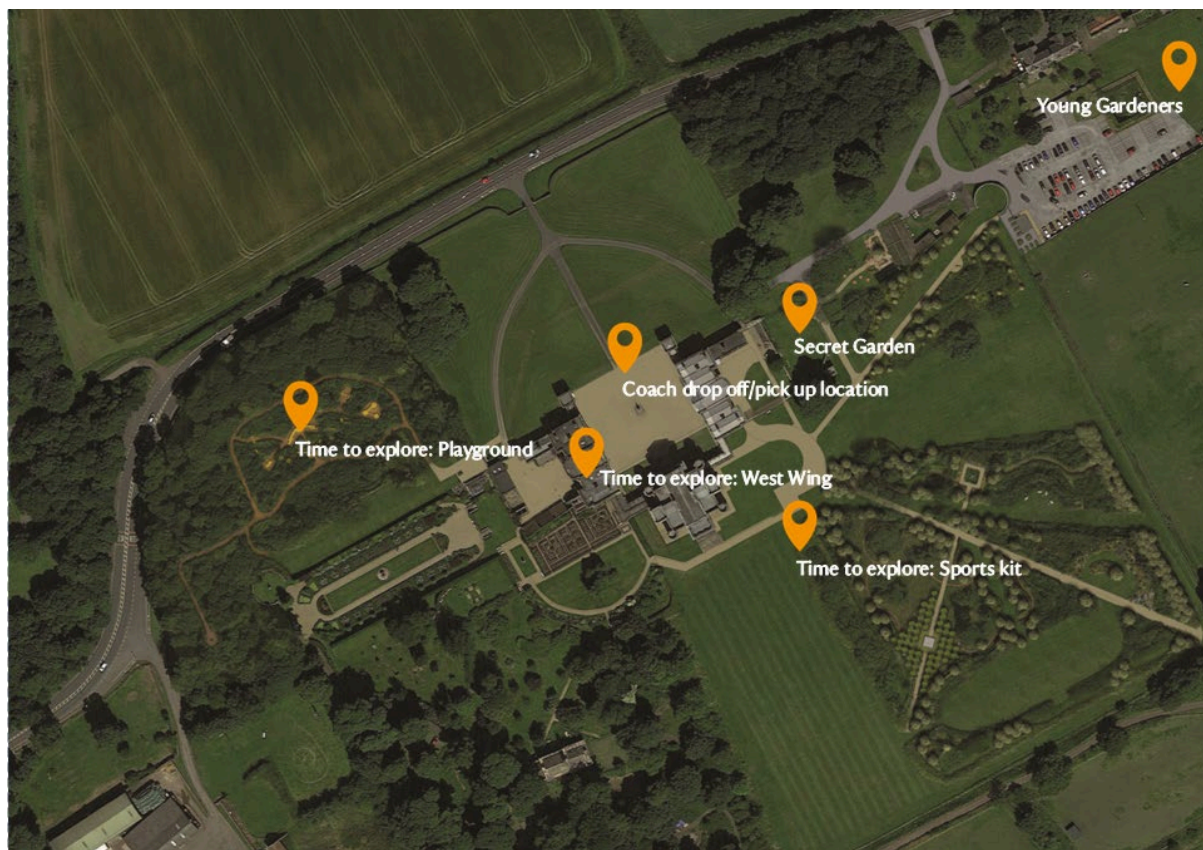 Young Gardeners
Secret Garden
Coach drop off/pick up location
Time to explore: Playground
Time to explore: West Wing
Time to explore: Sports kit